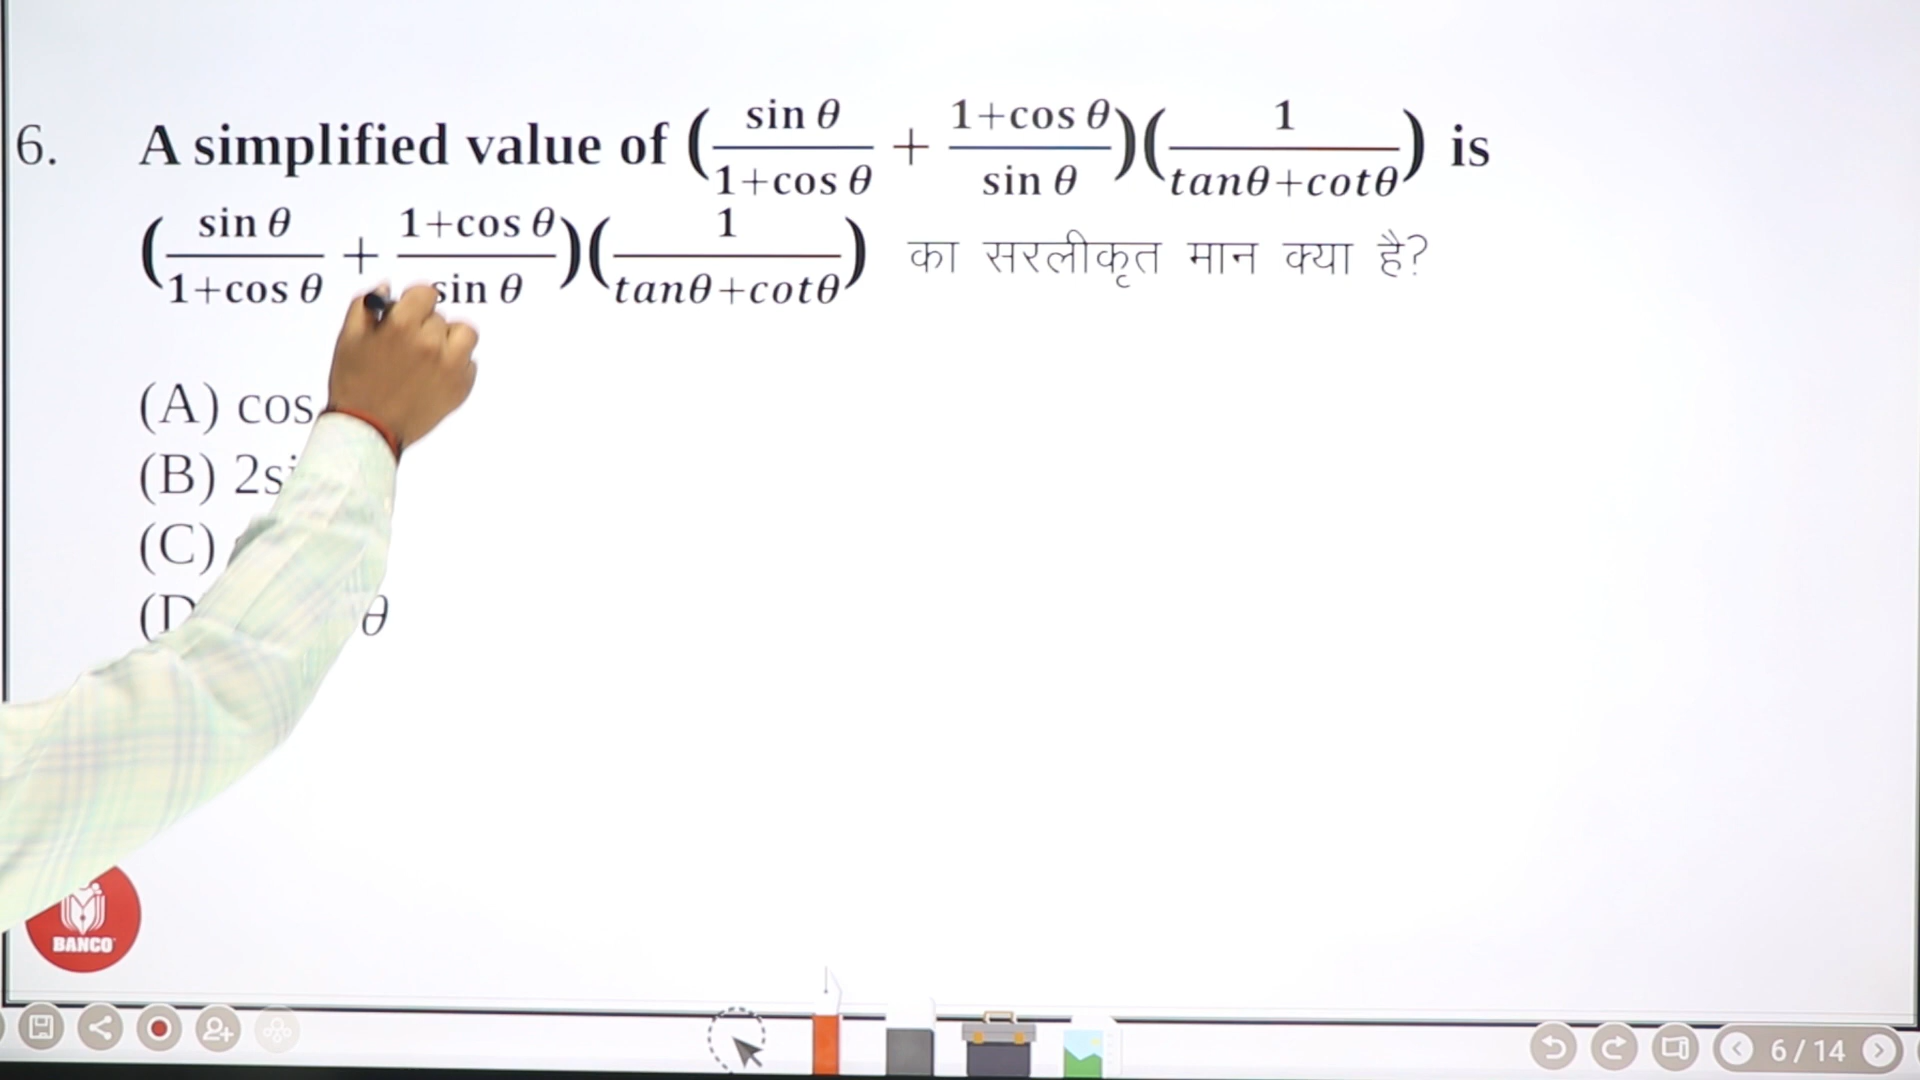 6. A simplified value of (sin θ/1+cos θ + 1+cos θ/sin θ)(1/tanθ+cotθ) is
(sin θ/1+cos θ + 1+cos θ/sin θ)(1/tanθ+cotθ) का सरलीकृत मान क्या है?
(A) cos
(B)
(C)
θ
BANCO
6/14